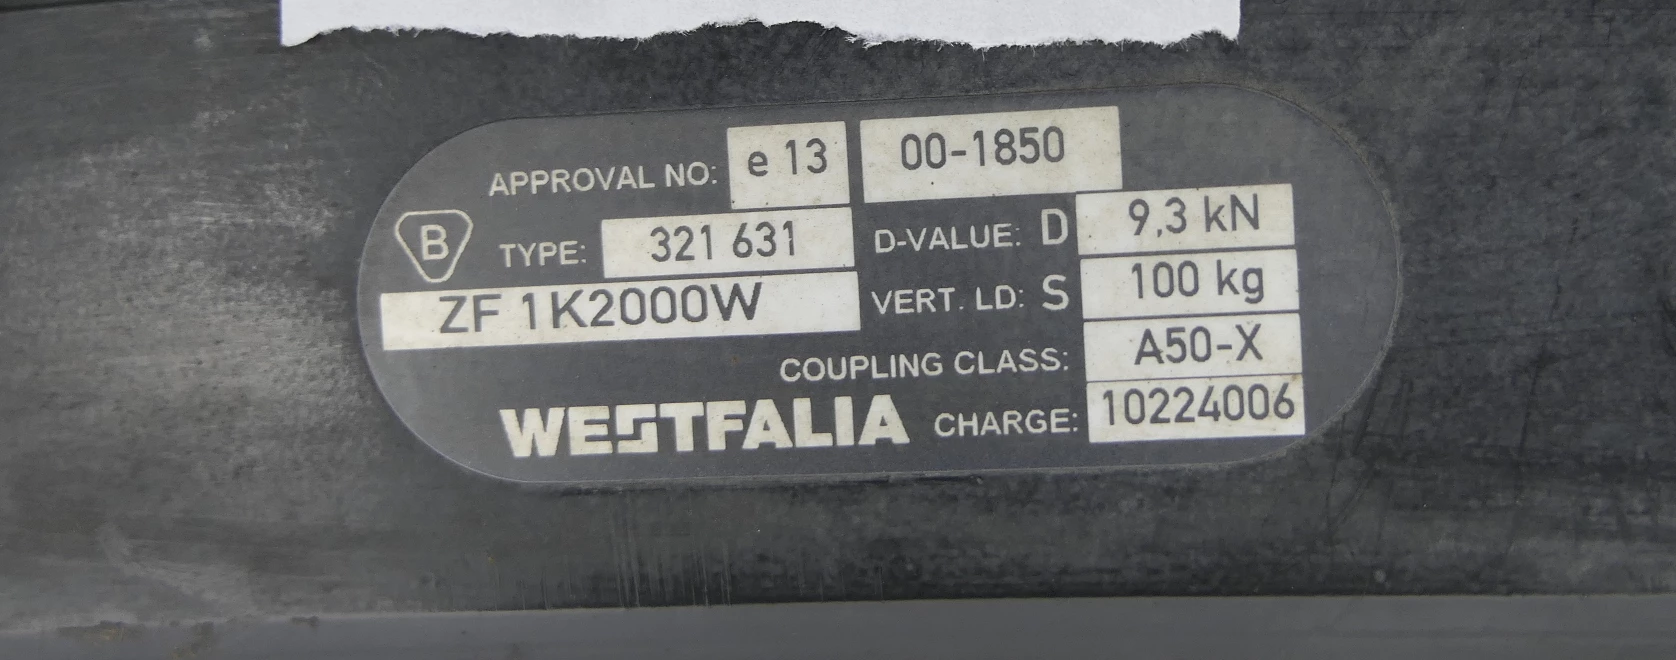 APPROVAL NO: e 13 00-1850
B TYPE: 321 631 D-VALUE: D 9,3 kN
ZF 1K2000W VERT. LD: S 100 kg
COUPLING CLASS: A50-X
WESTFALIA CHARGE: 10224006